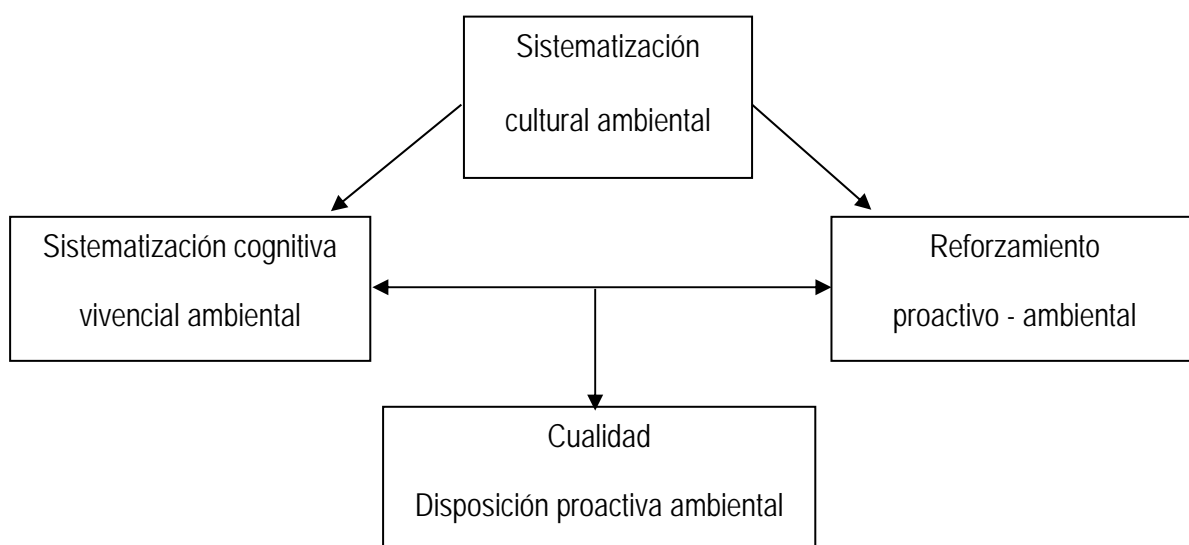 Sistematización
cultural ambiental
Sistematización cognitiva
vivencial ambiental
Reforzamiento
proactivo - ambiental
Cualidad
Disposición proactiva ambiental